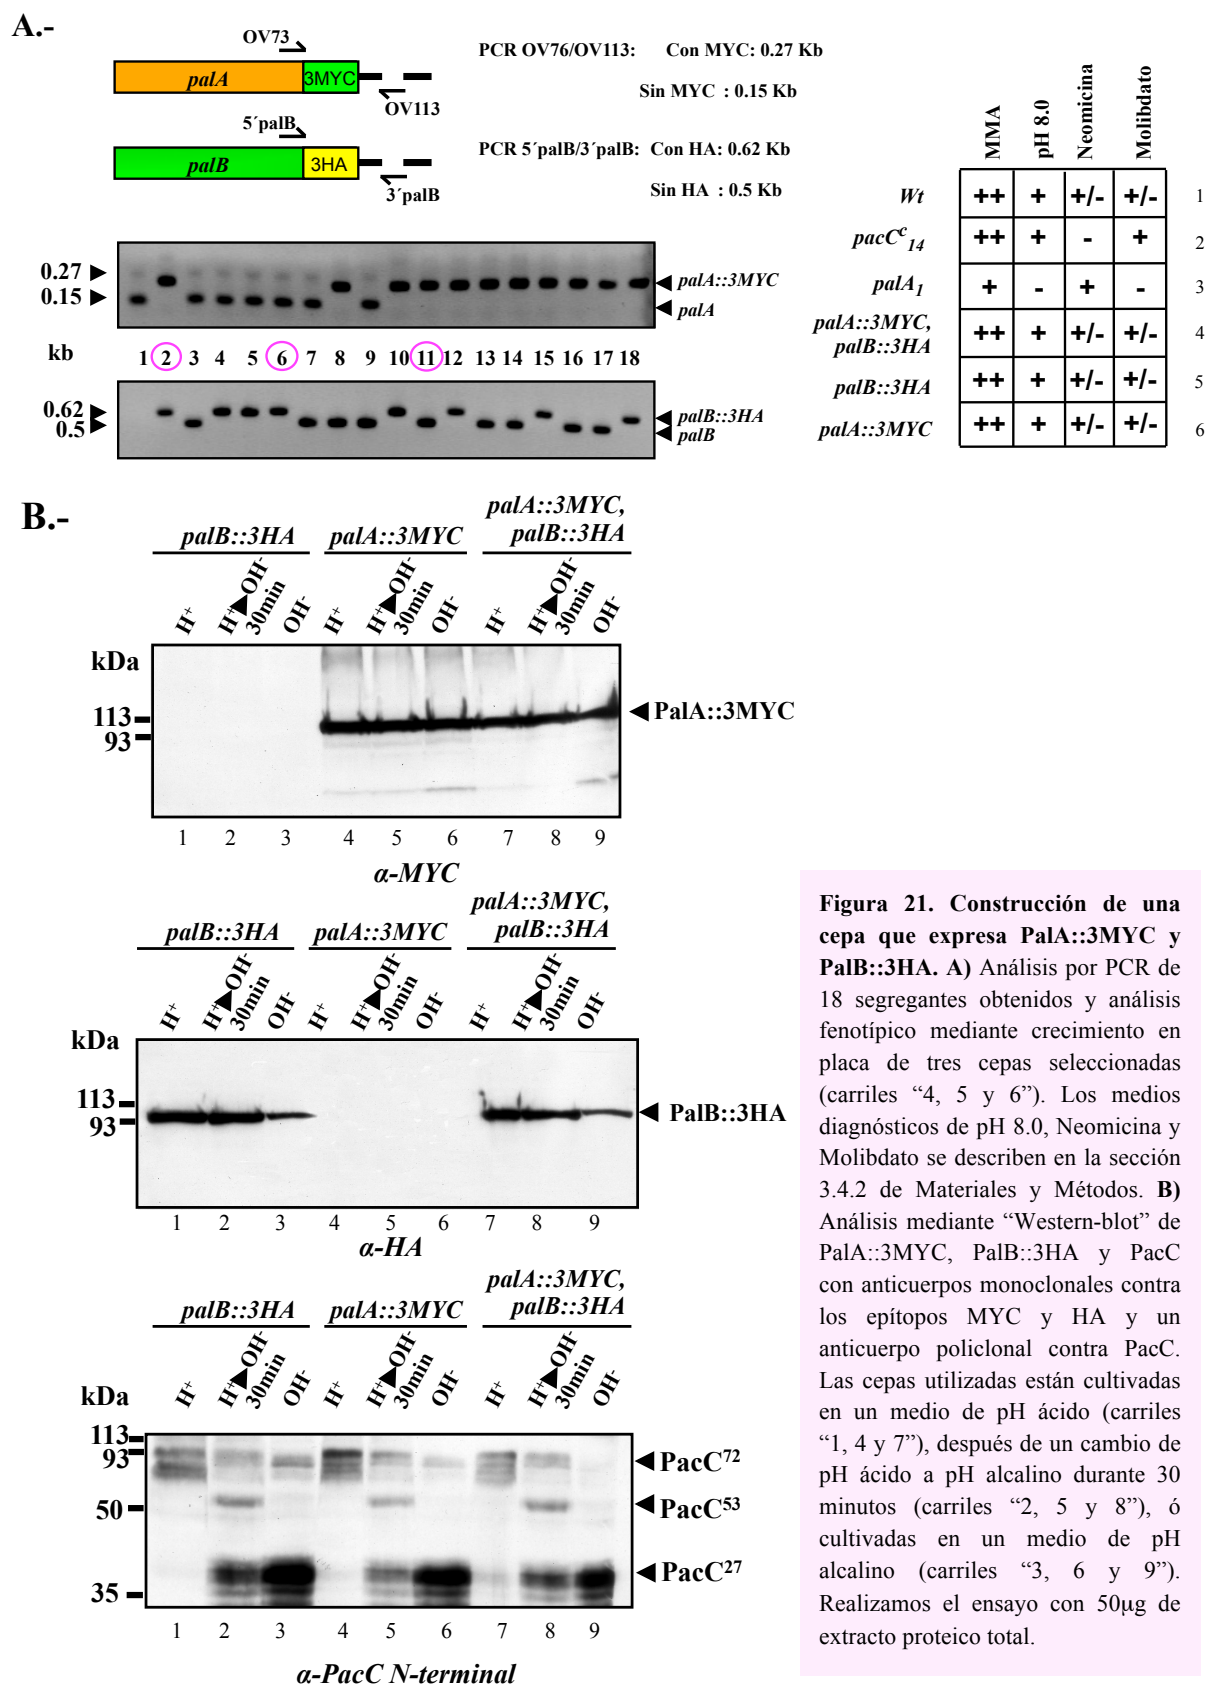 A.-
OV73
palA
3MYC
OV113
PCR OV76/OV113: Con MYC: 0.27 Kb
Sin MYC : 0.15 Kb
5´palB
palB
3HA
3´palB
PCR 5´palB/3´palB: Con HA: 0.62 Kb
Sin HA : 0.5 Kb
0.27
0.15
palA::3MYC
palA
kb 1 2 3 4 5 6 7 8 9 10 11 12 13 14 15 16 17 18
0.62
0.5
palB::3HA
palB
MMA pH 8.0 Neomicina Molibdato
Wt ++ + +/- +/- 1
pacCᶜ₁₄ ++ + - + 2
palA₁ + - + - 3
palA::3MYC,
palB::3HA ++ + +/- +/- 4
palB::3HA ++ + +/- +/- 5
palA::3MYC ++ + +/- +/- 6
B.-
palB::3HA palA::3MYC palA::3MYC,
palB::3HA
H⁺ H⁺ OH⁻ 30min OH⁻ H⁺ H⁺ OH⁻ 30min OH⁻ H⁺ H⁺ OH⁻ 30min OH⁻
kDa
113
93
PalA::3MYC
1 2 3 4 5 6 7 8 9
α-MYC
palB::3HA palA::3MYC palA::3MYC,
palB::3HA
H⁺ H⁺ OH⁻ 30min OH⁻ H⁺ H⁺ OH⁻ 30min OH⁻ H⁺ H⁺ OH⁻ 30min OH⁻
kDa
113
93
PalB::3HA
1 2 3 4 5 6 7 8 9
α-HA
palB::3HA palA::3MYC palA::3MYC,
palB::3HA
H⁺ H⁺ OH⁻ 30min OH⁻ H⁺ H⁺ OH⁻ 30min OH⁻ H⁺ H⁺ OH⁻ 30min OH⁻
kDa
113
93
50
35
PacC⁷²
PacC⁵³
PacC²⁷
1 2 3 4 5 6 7 8 9
α-PacC N-terminal
Figura 21. Construcción de una
cepa que expresa PalA::3MYC y
PalB::3HA. A) Análisis por PCR de
18 segregantes obtenidos y análisis
fenotípico mediante crecimiento en
placa de tres cepas seleccionadas
(carriles “4, 5 y 6”). Los medios
diagnósticos de pH 8.0, Neomicina y
Molibdato se describen en la sección
3.4.2 de Materiales y Métodos. B)
Análisis mediante “Western-blot” de
PalA::3MYC, PalB::3HA y PacC
con anticuerpos monoclonales contra
los epítopos MYC y HA y un
anticuerpo policlonal contra PacC.
Las cepas utilizadas están cultivadas
en un medio de pH ácido (carriles
“1, 4 y 7”), después de un cambio de
pH ácido a pH alcalino durante 30
minutos (carriles “2, 5 y 8”), ó
cultivadas en un medio de pH
alcalino (carriles “3, 6 y 9”).
Realizamos el ensayo con 50μg de
extracto proteico total.